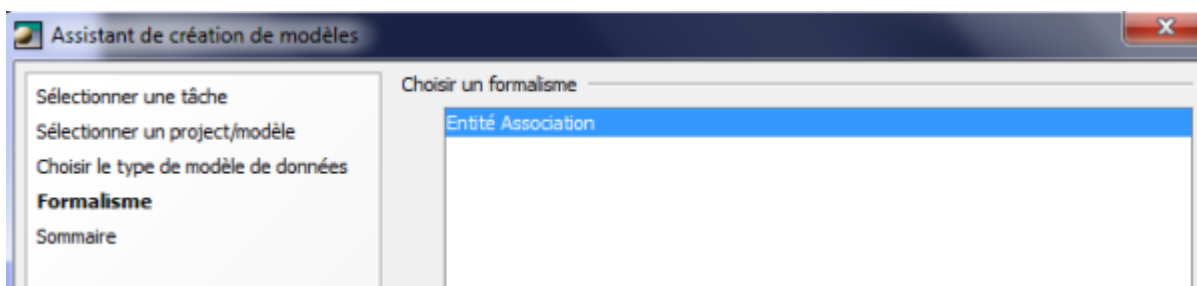 Assistant de création de modèles
Sélectionner une tâche
Sélectionner un project/modèle
Choisir le type de modèle de données
Formalisme
Sommaire
Choisir un formalisme
Entité Association